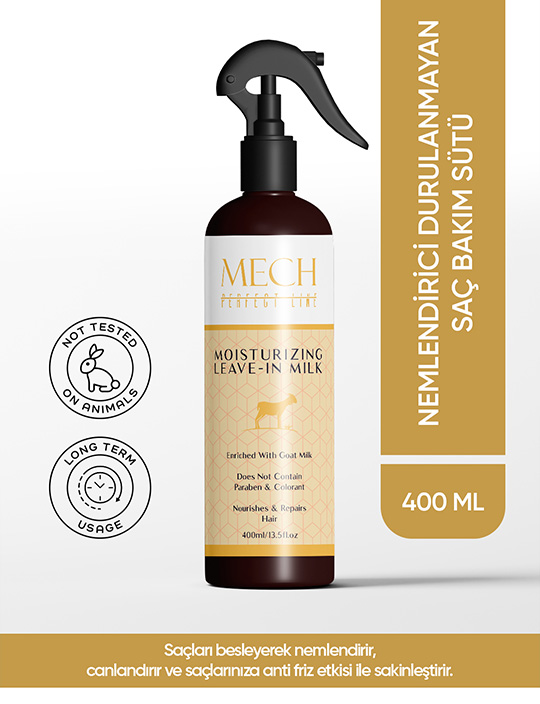 NEMLENDİRİCİ DURULANMAYAN
SAÇ BAKIM SÜTÜ
400 ML
MECH
PERFECT LINE
MOISTURIZING
LEAVE-IN MILK
Enriched With Goat Milk
Does Not Contain
Paraben & Colorant
Nourishes & Repairs
Hair
400ml/13.5fl.oz
NOT TESTED
ON ANIMALS
LONG TERM
USAGE
Saçları besleyerek nemlendirir,
canlandırır ve saçlarınıza anti friz etkisi ile sakinleştirir.